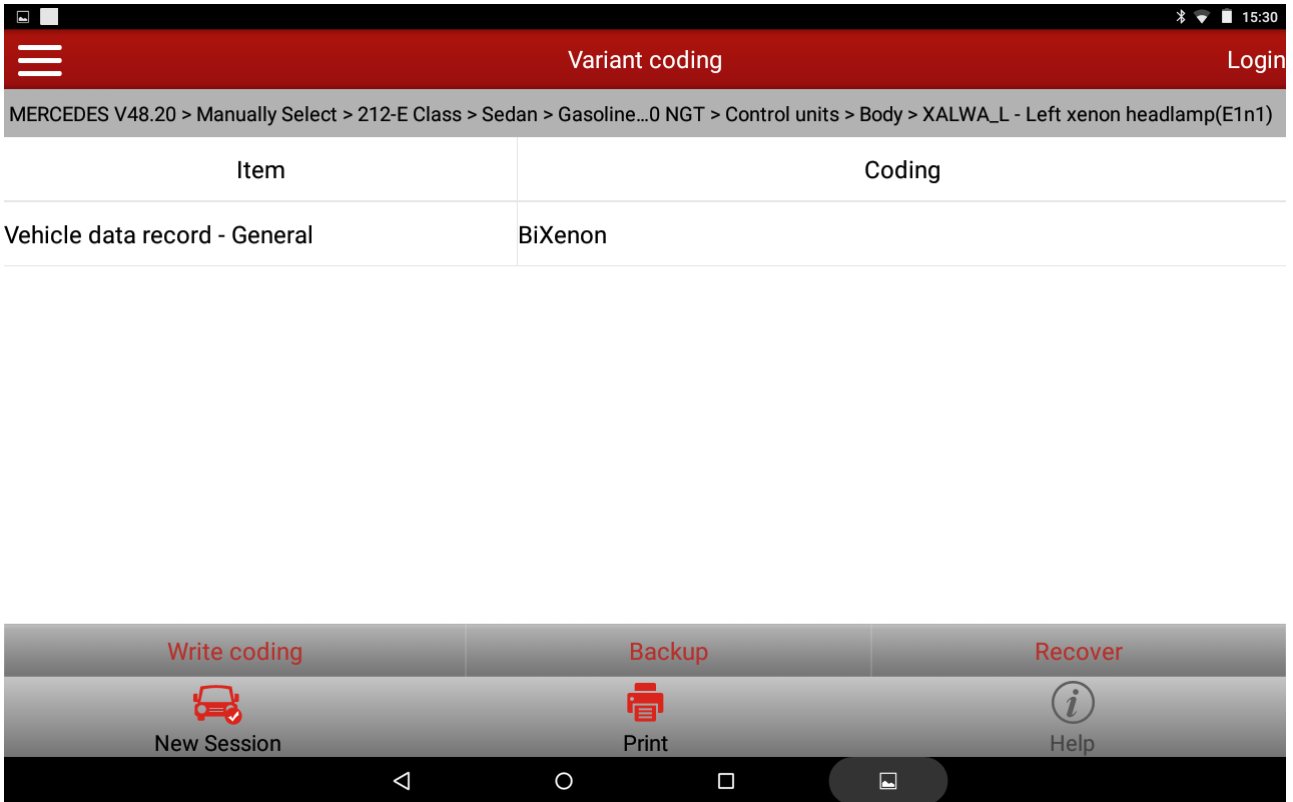 15:30
Variant coding
Login
MERCEDES V48.20 > Manually Select > 212-E Class > Sedan > Gasoline...0 NGT > Control units > Body > XALWA_L - Left xenon headlamp(E1n1)
Item Coding
Vehicle data record - General BiXenon
Write coding Backup Recover
New Session Print Help